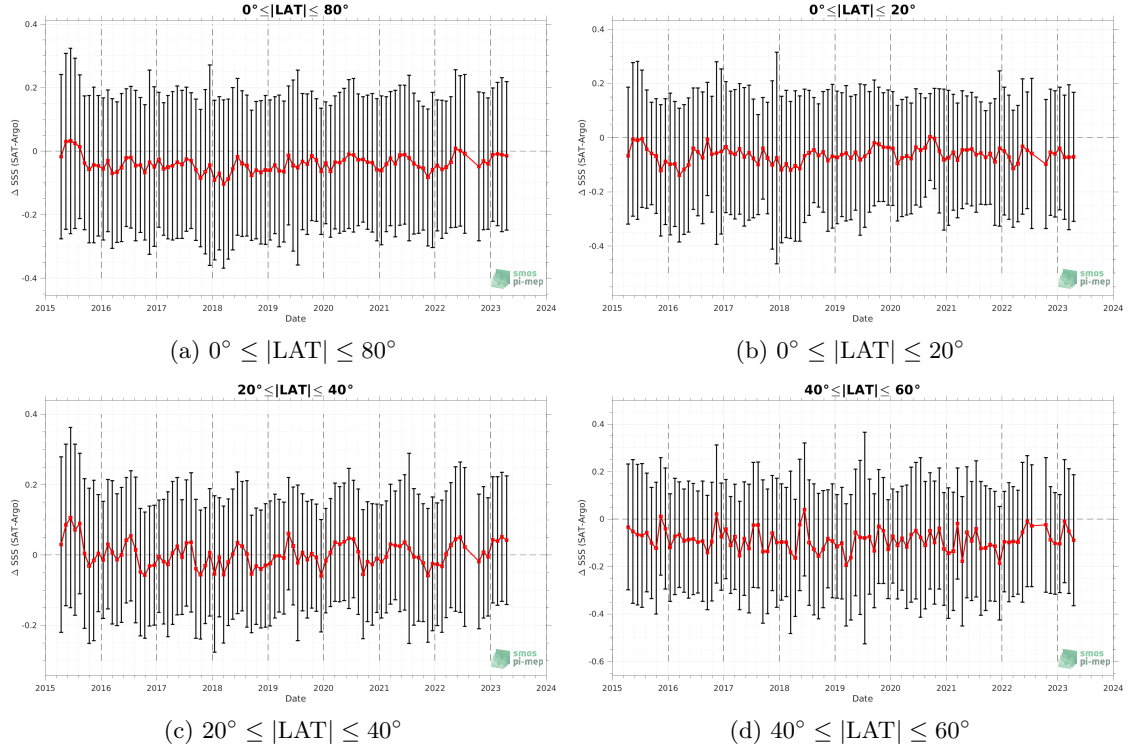 0°≤|LAT|≤ 80°
0.4
0.2
0
-0.2
-0.4
Δ SSS (SAT-Argo)
2015 2016 2017 2018 2019 2020 2021 2022 2023 2024
Date
smos
pi-mep
(a) 0° ≤ |LAT| ≤ 80°
0°≤|LAT|≤ 20°
0.4
0.2
0
-0.2
-0.4
Δ SSS (SAT-Argo)
2015 2016 2017 2018 2019 2020 2021 2022 2023 2024
Date
smos
pi-mep
(b) 0° ≤ |LAT| ≤ 20°
20°≤|LAT|≤ 40°
0.4
0.2
0
-0.2
Δ SSS (SAT-Argo)
2015 2016 2017 2018 2019 2020 2021 2022 2023 2024
Date
smos
pi-mep
(c) 20° ≤ |LAT| ≤ 40°
40°≤|LAT|≤ 60°
0.4
0.2
0
-0.2
-0.4
-0.6
Δ SSS (SAT-Argo)
2015 2016 2017 2018 2019 2020 2021 2022 2023 2024
Date
smos
pi-mep
(d) 40° ≤ |LAT| ≤ 60°